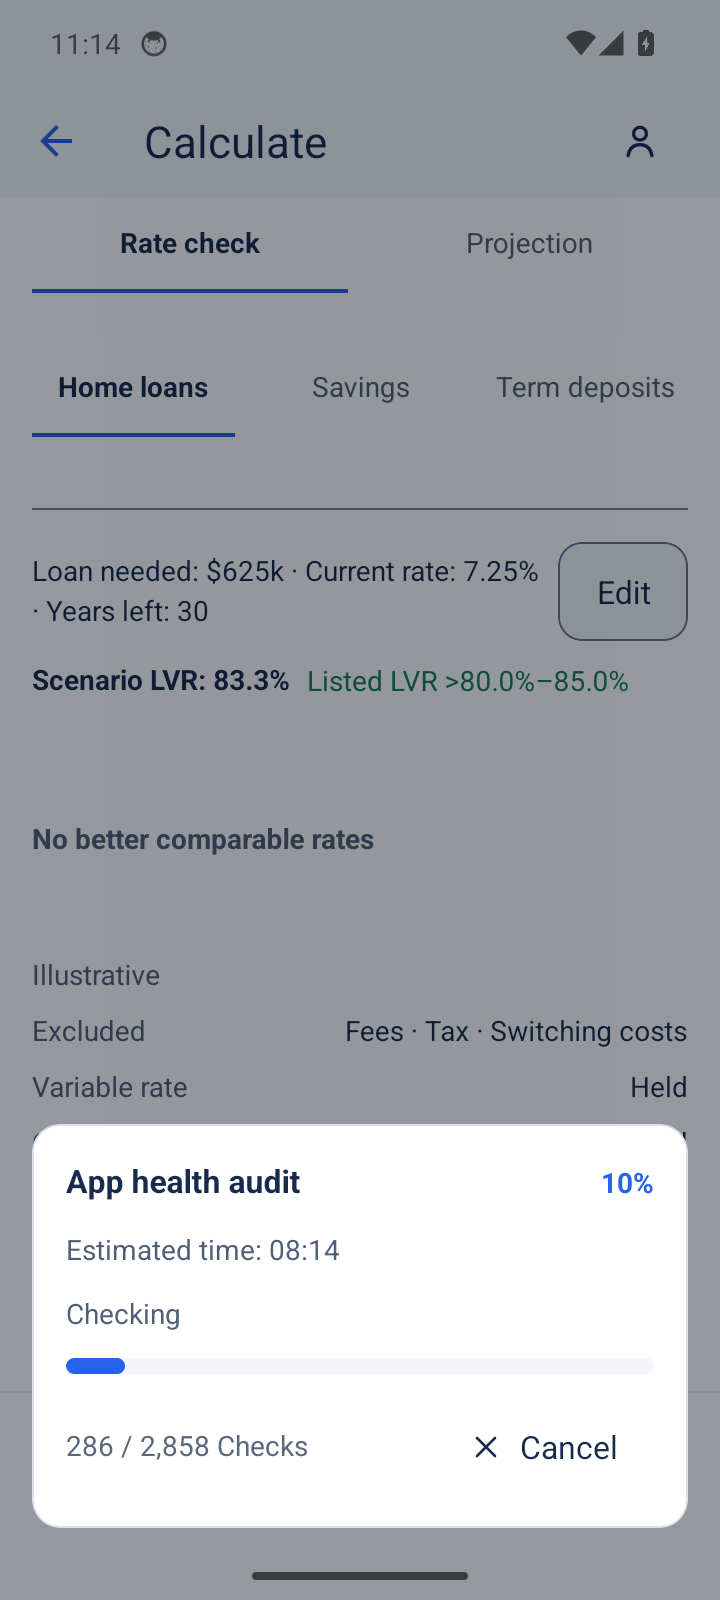 11:14
Calculate
Rate check
Projection
Home loans
Savings
Term deposits
Loan needed: $625k · Current rate: 7.25%
· Years left: 30
Edit
Scenario LVR: 83.3% Listed LVR >80.0%–85.0%
No better comparable rates
Illustrative
Excluded Fees · Tax · Switching costs
Variable rate Held
App health audit 10%
Estimated time: 08:14
Checking
286 / 2,858 Checks
Cancel